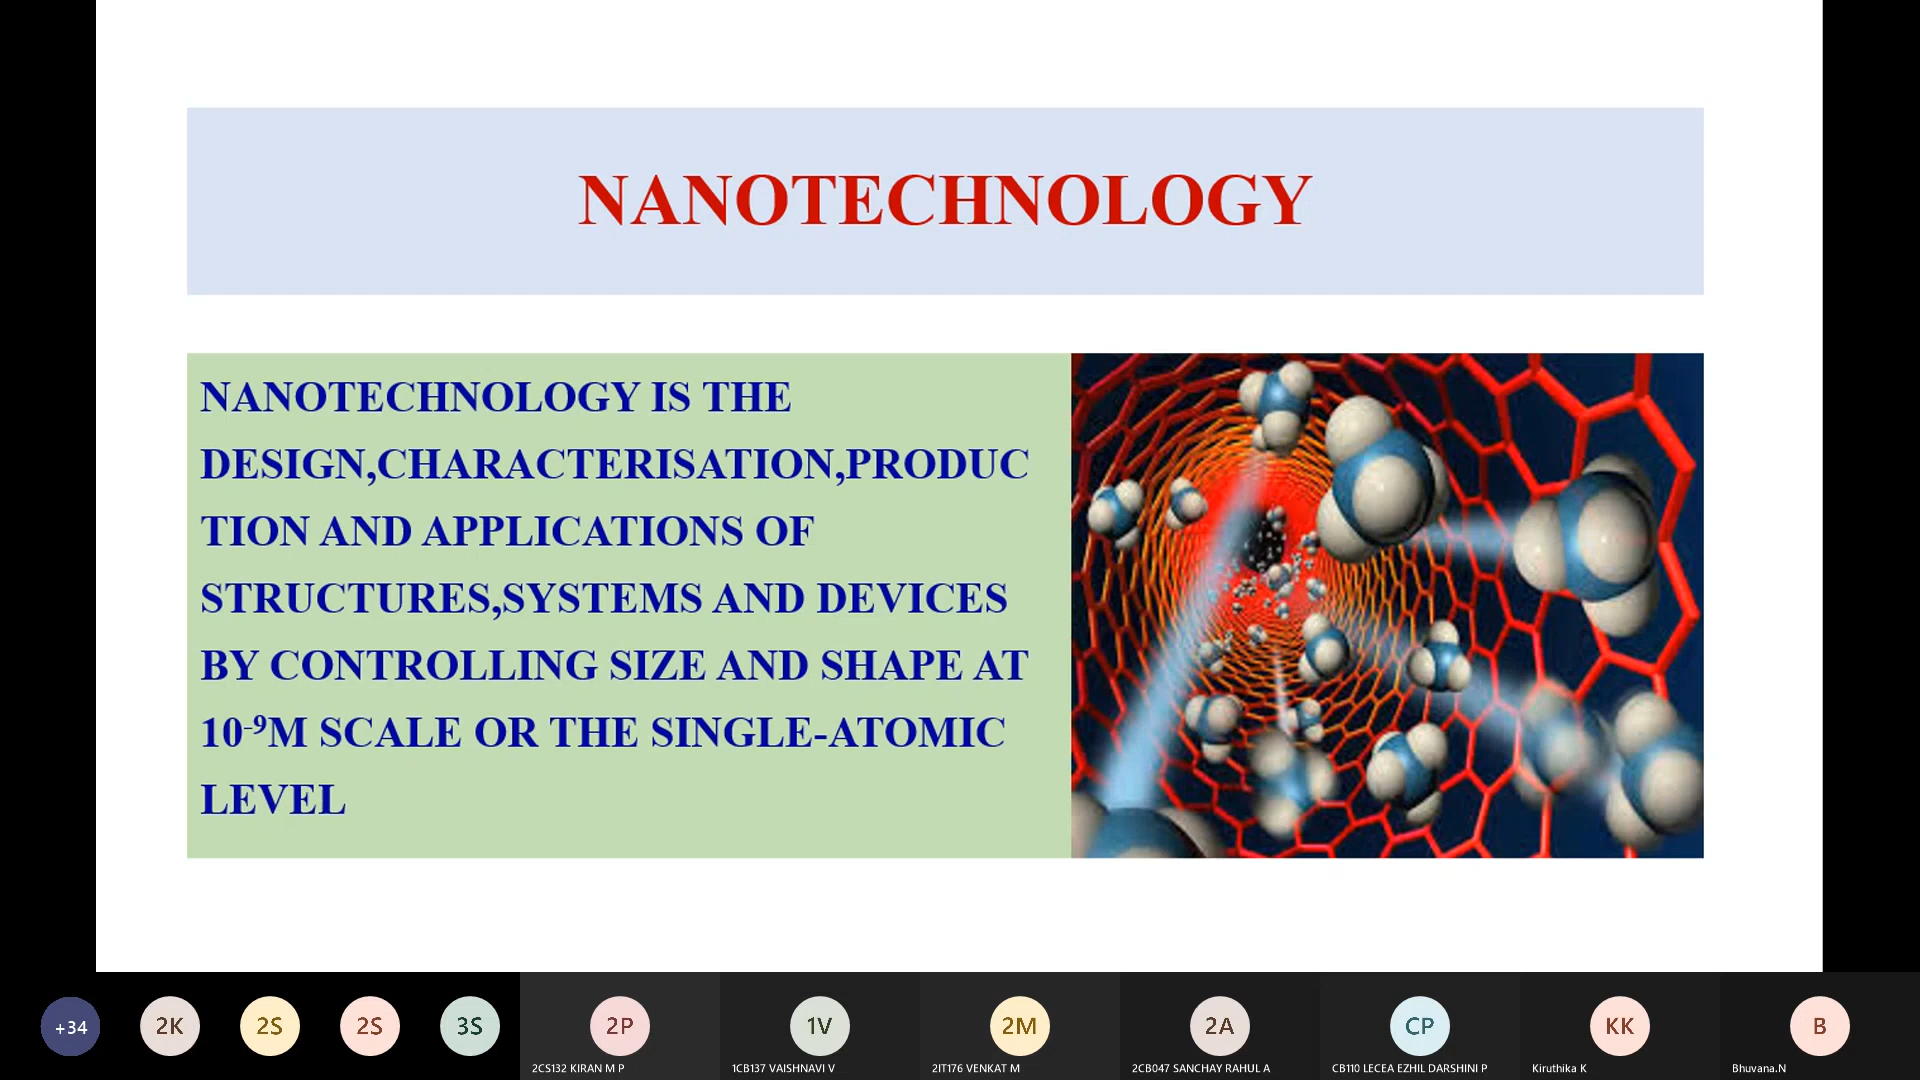 NANOTECHNOLOGY
NANOTECHNOLOGY IS THE
DESIGN,CHARACTERISATION,PRODUC
TION AND APPLICATIONS OF
STRUCTURES,SYSTEMS AND DEVICES
BY CONTROLLING SIZE AND SHAPE AT
10⁻⁹M SCALE OR THE SINGLE-ATOMIC
LEVEL
+34 2K 2S 2S 3S 2P 1V 2M 2A CP KK B
2CS132 KIRAN M P 1CB137 VAISHNAVI V 2IT176 VENKAT M 2CB047 SANCHAY RAHUL A CB110 LECEA EZHIL DARSHINI P Kiruthika K Bhuvana.N